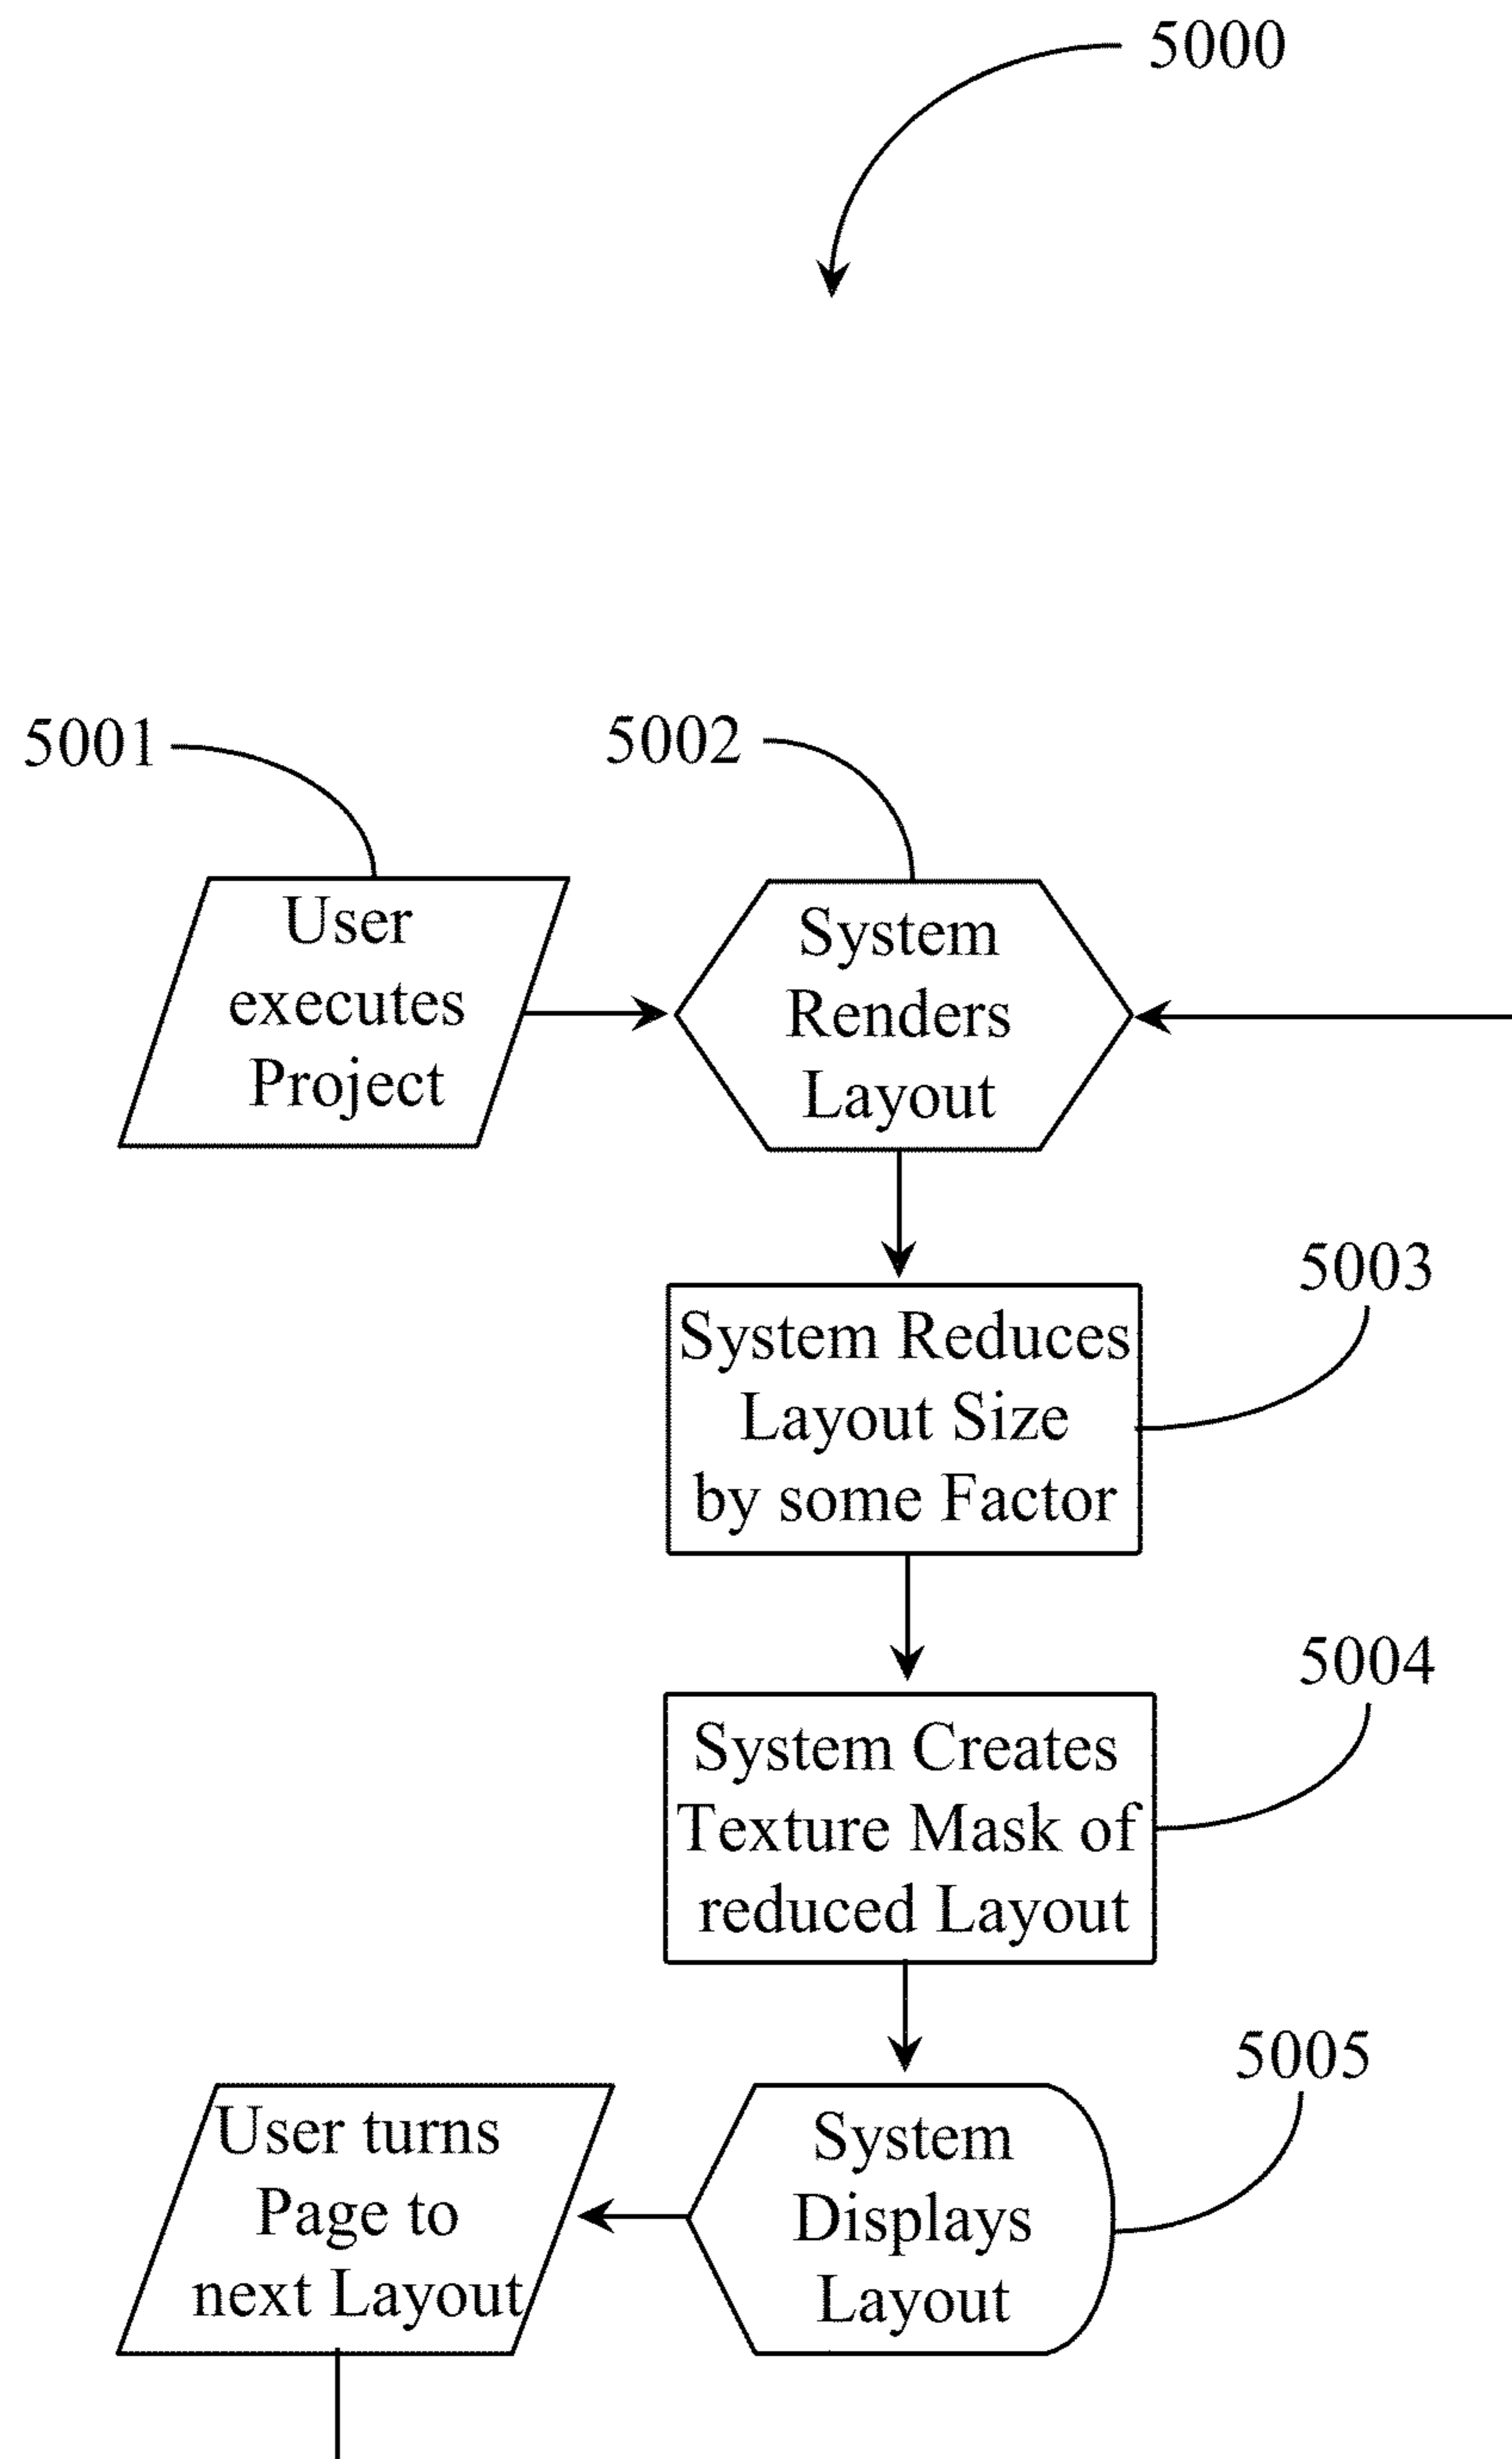 5000
5001
5002
User
executes
Project
System
Renders
Layout
5003
System Reduces
Layout Size
by some Factor
5004
System Creates
Texture Mask of
reduced Layout
5005
User turns
Page to
next Layout
System
Displays
Layout